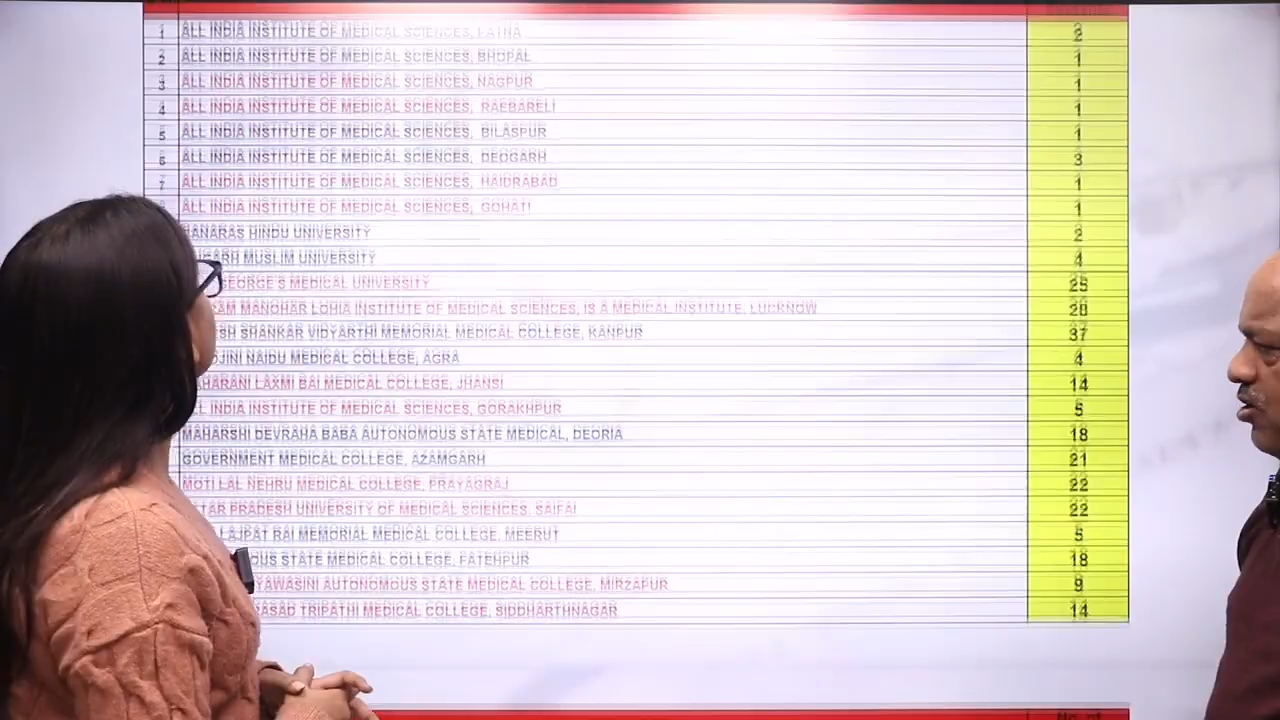 1 ALL INDIA INSTITUTE OF MEDICAL SCIENCES, PATNA 2
2 ALL INDIA INSTITUTE OF MEDICAL SCIENCES, BHOPAL 1
3 ALL INDIA INSTITUTE OF MEDICAL SCIENCES, NAGPUR 1
4 ALL INDIA INSTITUTE OF MEDICAL SCIENCES, RAEBARELI 1
5 ALL INDIA INSTITUTE OF MEDICAL SCIENCES, BILASPUR 1
6 ALL INDIA INSTITUTE OF MEDICAL SCIENCES, DEOGARH 3
7 ALL INDIA INSTITUTE OF MEDICAL SCIENCES, HAIDRABAD 1
ALL INDIA INSTITUTE OF MEDICAL SCIENCES, GOHATI 1
HINDU UNIVERSITY 2
MUSLIM UNIVERSITY 4
GEORGE'S MEDICAL UNIVERSITY 25
MANOHAR LOHIA INSTITUTE OF MEDICAL SCIENCES, IS A MEDICAL INSTITUTE, LUCKNOW 20
SHANKAR VIDYARTHI MEMORIAL MEDICAL COLLEGE, KANPUR 37
NAIDU MEDICAL COLLEGE, AGRA 4
LAXMI BAI MEDICAL COLLEGE, JHANSI 14
INDIA INSTITUTE OF MEDICAL SCIENCES, GORAKHPUR 5
MAHARSHI DEVRAHA BABA AUTONOMOUS STATE MEDICAL, DEORIA 18
GOVERNMENT MEDICAL COLLEGE, AZAMGARH 21
MOTI LAL NEHRU MEDICAL COLLEGE, PRAYAGRAJ 22
PRADESH UNIVERSITY OF MEDICAL SCIENCES, SAIFAI 22
LAJPAT RAI MEMORIAL MEDICAL COLLEGE, MEERUT 5
STATE MEDICAL COLLEGE, FATEHPUR 18
AUTONOMOUS STATE MEDICAL COLLEGE, MIRZAPUR 9
TRIPATHI MEDICAL COLLEGE, SIDDHARTHNAGAR 14